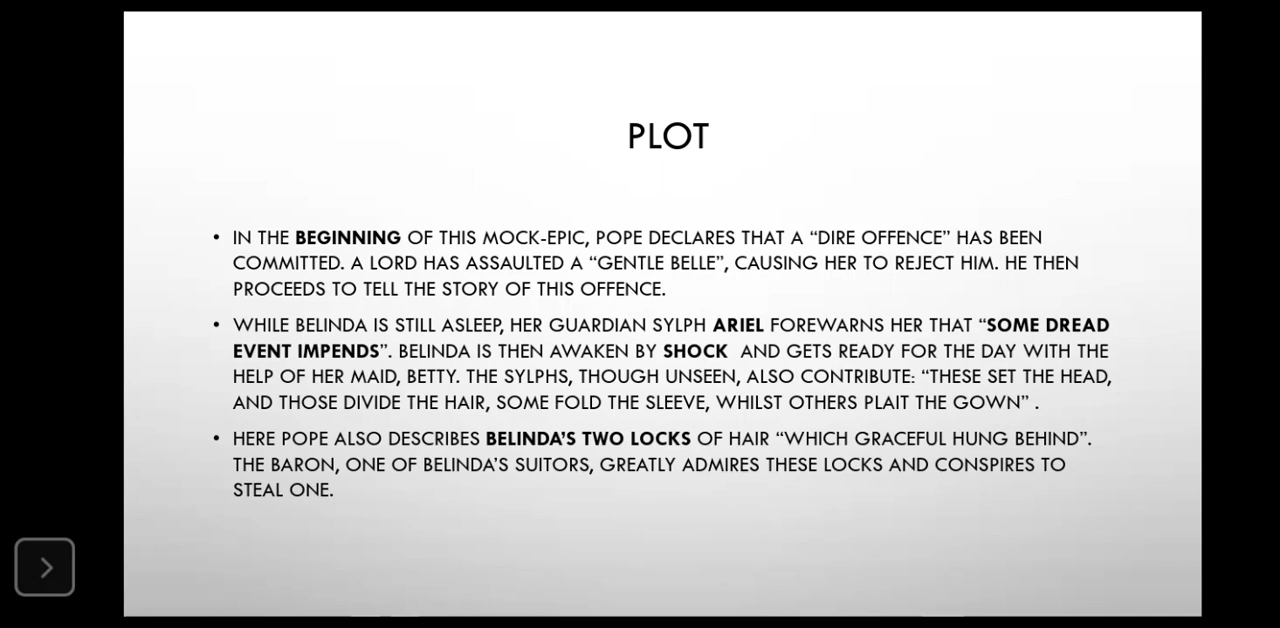 PLOT
• IN THE BEGINNING OF THIS MOCK-EPIC, POPE DECLARES THAT A “DIRE OFFENCE” HAS BEEN
COMMITTED. A LORD HAS ASSAULTED A “GENTLE BELLE”, CAUSING HER TO REJECT HIM. HE THEN
PROCEEDS TO TELL THE STORY OF THIS OFFENCE.
• WHILE BELINDA IS STILL ASLEEP, HER GUARDIAN SYLPH ARIEL FOREWARNS HER THAT “SOME DREAD
EVENT IMPENDS”. BELINDA IS THEN AWAKEN BY SHOCK AND GETS READY FOR THE DAY WITH THE
HELP OF HER MAID, BETTY. THE SYLPHS, THOUGH UNSEEN, ALSO CONTRIBUTE: “THESE SET THE HEAD,
AND THOSE DIVIDE THE HAIR, SOME FOLD THE SLEEVE, WHILST OTHERS PLAIT THE GOWN” .
• HERE POPE ALSO DESCRIBES BELINDA’S TWO LOCKS OF HAIR “WHICH GRACEFUL HUNG BEHIND”.
THE BARON, ONE OF BELINDA’S SUITORS, GREATLY ADMIRES THESE LOCKS AND CONSPIRES TO
STEAL ONE.